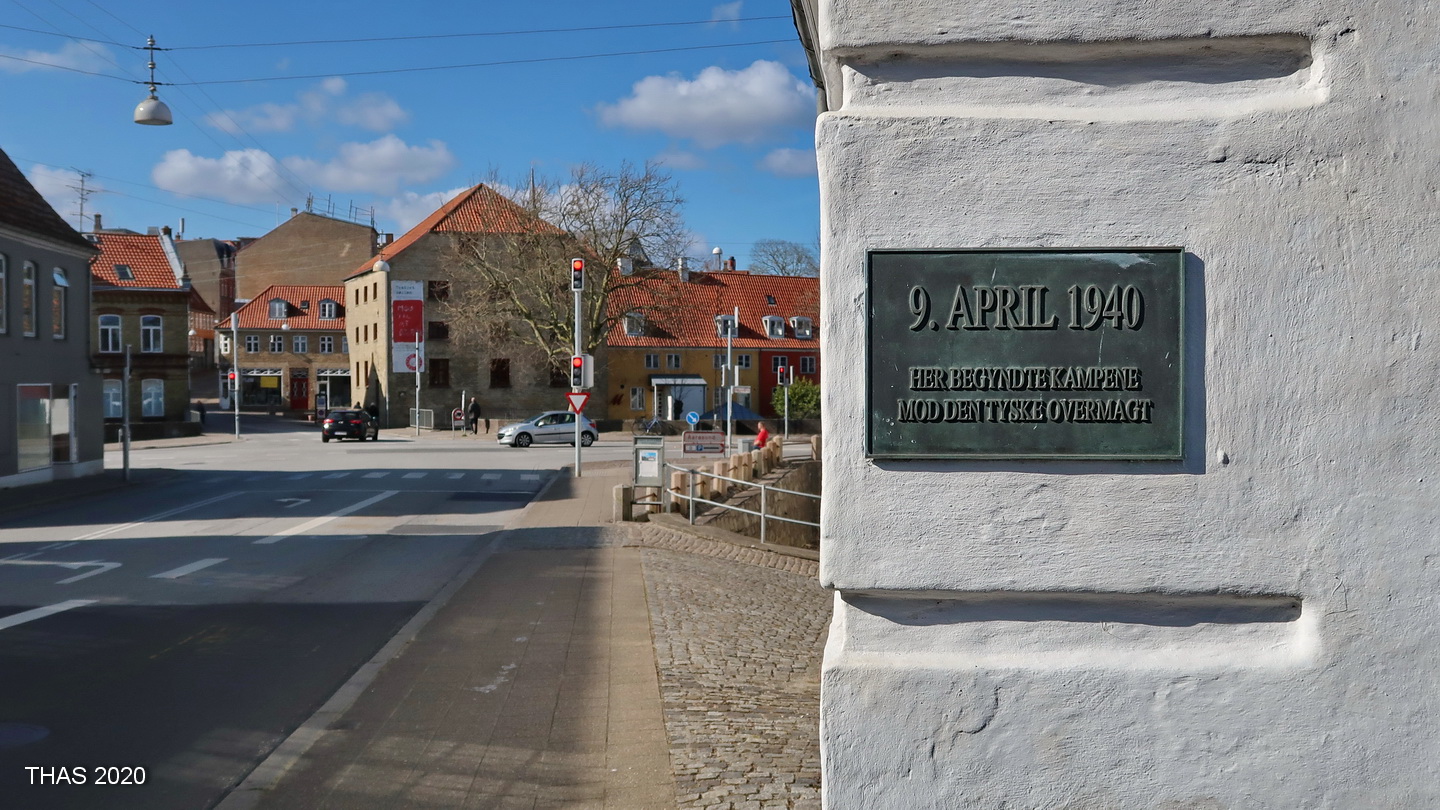 9. APRIL 1940
HER BEGYNDTE KAMPENE
MOD DEN TYSKE OVERMAGT
THAS 2020